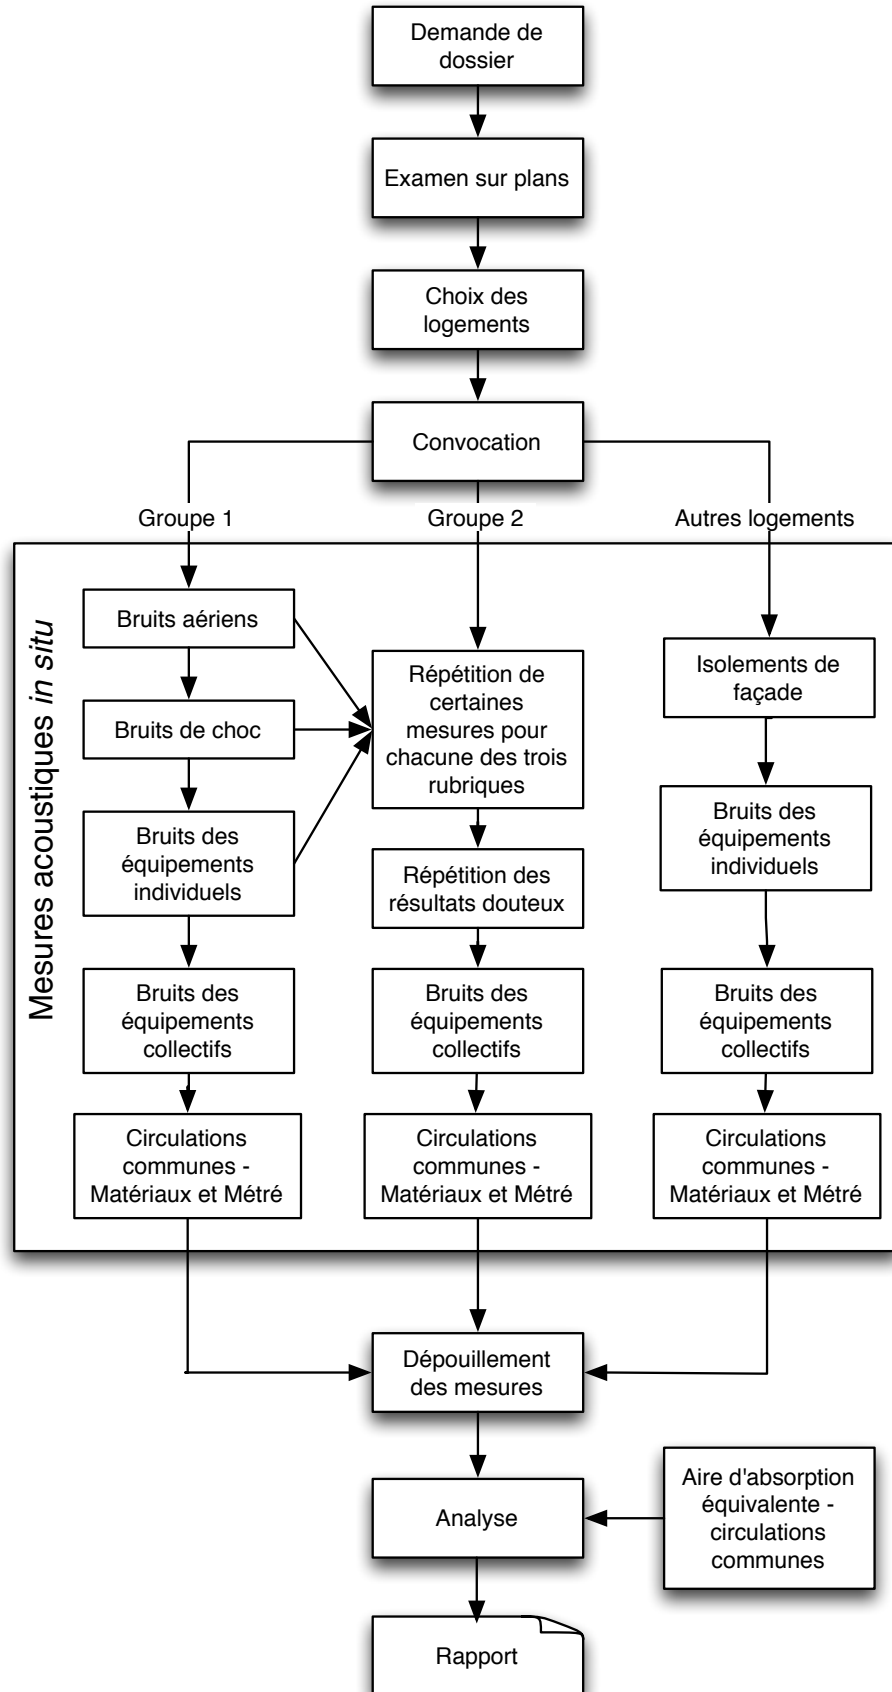 Demande de
dossier
Examen sur plans
Choix des
logements
Convocation
Groupe 1
Groupe 2
Autres logements
Mesures acoustiques in situ
Bruits aériens
Bruits de choc
Bruits des
équipements
individuels
Bruits des
équipements
collectifs
Circulations
communes -
Matériaux et Métré
Répétition de
certaines
mesures pour
chacune des trois
rubriques
Répétition des
résultats douteux
Bruits des
équipements
collectifs
Circulations
communes -
Matériaux et Métré
Isolements de
façade
Bruits des
équipements
individuels
Bruits des
équipements
collectifs
Circulations
communes -
Matériaux et Métré
Dépouillement
des mesures
Analyse
Aire d'absorption
équivalente -
circulations
communes
Rapport